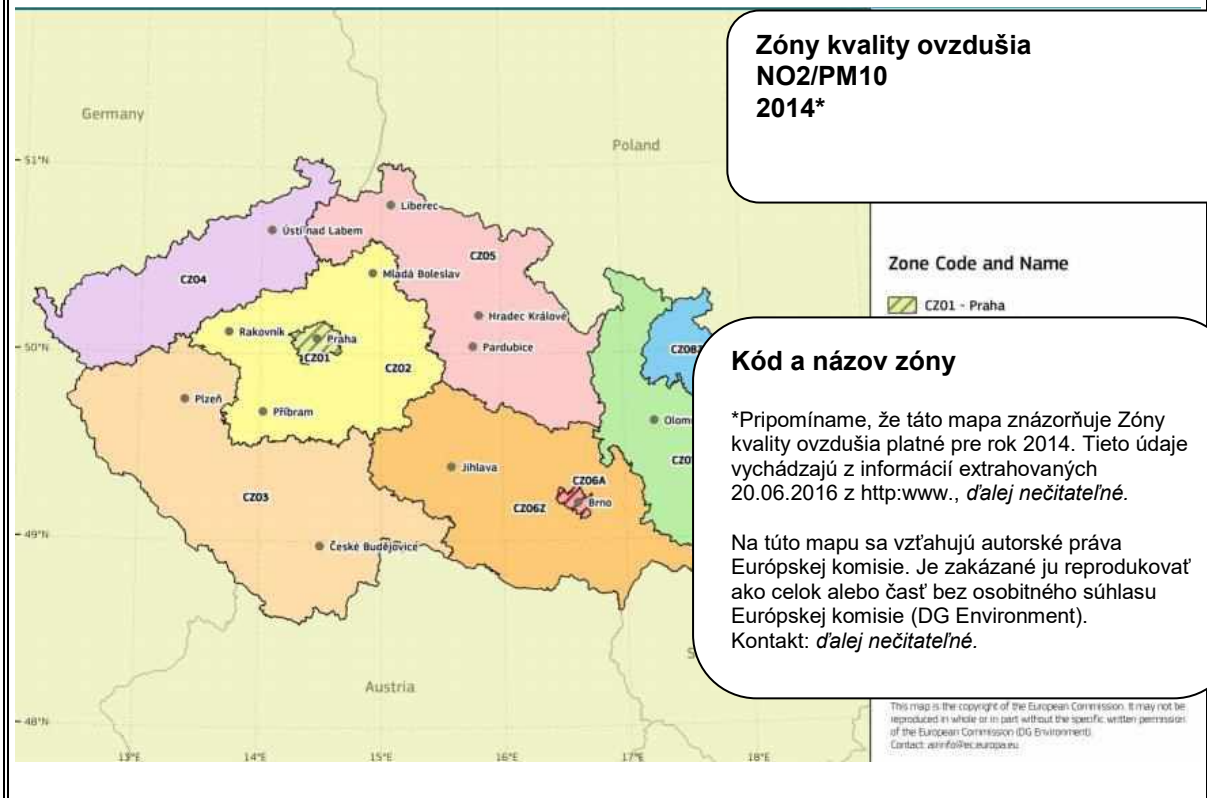 Zóny kvality ovzdušia
NO2/PM10
2014*
Germany
Poland
51°N
Liberec
Ústí nad Labem
CZ05
CZ04
Mladá Boleslav
Zone Code and Name
CZ01 - Praha
Hradec Králové
Rakovník
Praha
50°N
CZ01
Pardubice
CZ02
Plzeň
Příbram
Jihlava
CZ06A
CZ03
CZ06Z
Brno
49°N
České Budějovice
Kód a názov zóny
*Pripomíname, že táto mapa znázorňuje Zóny
kvality ovzdušia platné pre rok 2014. Tieto údaje
vychádzajú z informácií extrahovaných
20.06.2016 z http:www., ďalej nečitateľné.
Na túto mapu sa vzťahujú autorské práva
Európskej komisie. Je zakázané ju reprodukovať
ako celok alebo časť bez osobitného súhlasu
Európskej komisie (DG Environment).
Kontakt: ďalej nečitateľné.
Austria
This map is the copyright of the European Commission. It may not be
reproduced in whole or in part without the specific written permission
of the European Commission (DG Environment).
Contact: airinfo@ec.europa.eu
48°N
13°E
14°E
15°E
16°E
17°E
18°E